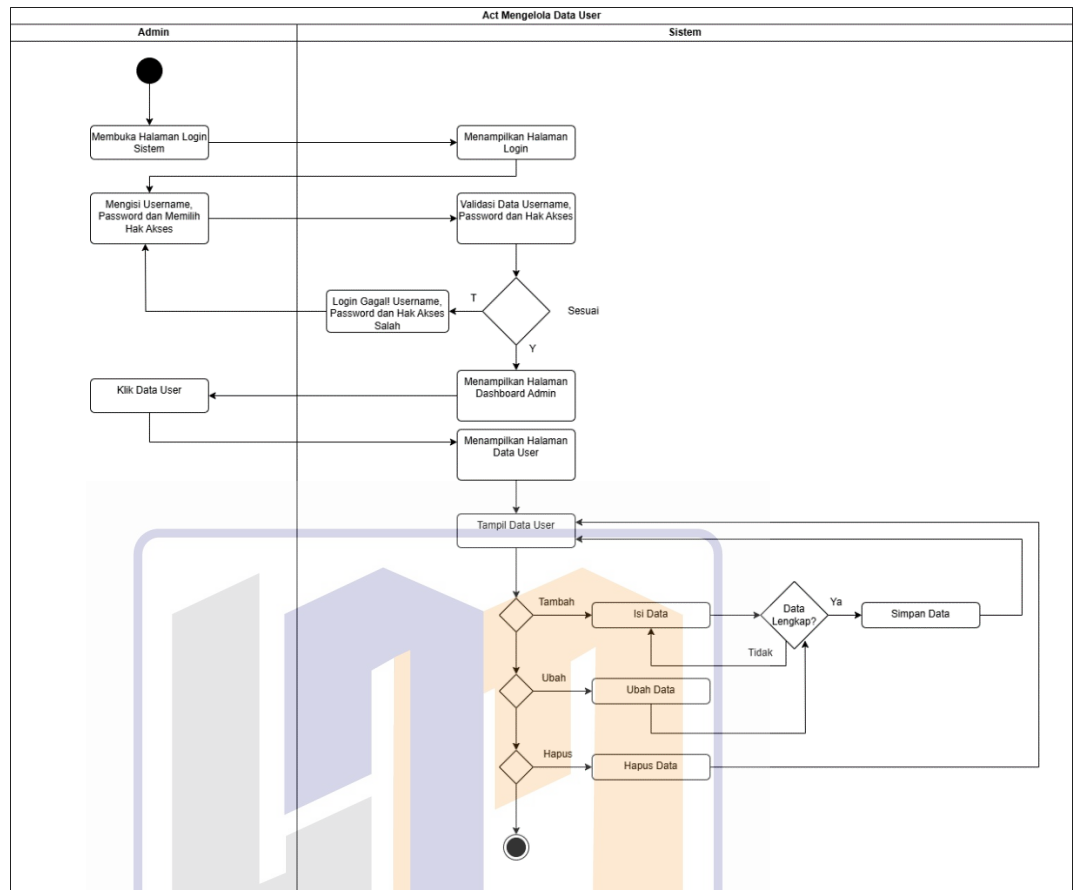 Act Mengelola Data User
Admin
Sistem
Membuka Halaman Login
Sistem
Menampilkan Halaman
Login
Mengisi Username,
Password dan Memilih
Hak Akses
Validasi Data Username,
Password dan Hak Akses
Login Gagal! Username,
Password dan Hak Akses
Salah
T
Sesuai
Y
Klik Data User
Menampilkan Halaman
Dashboard Admin
Menampilkan Halaman
Data User
Tampil Data User
Tambah
Isi Data
Data
Lengkap?
Ya
Simpan Data
Tidak
Ubah
Ubah Data
Hapus
Hapus Data